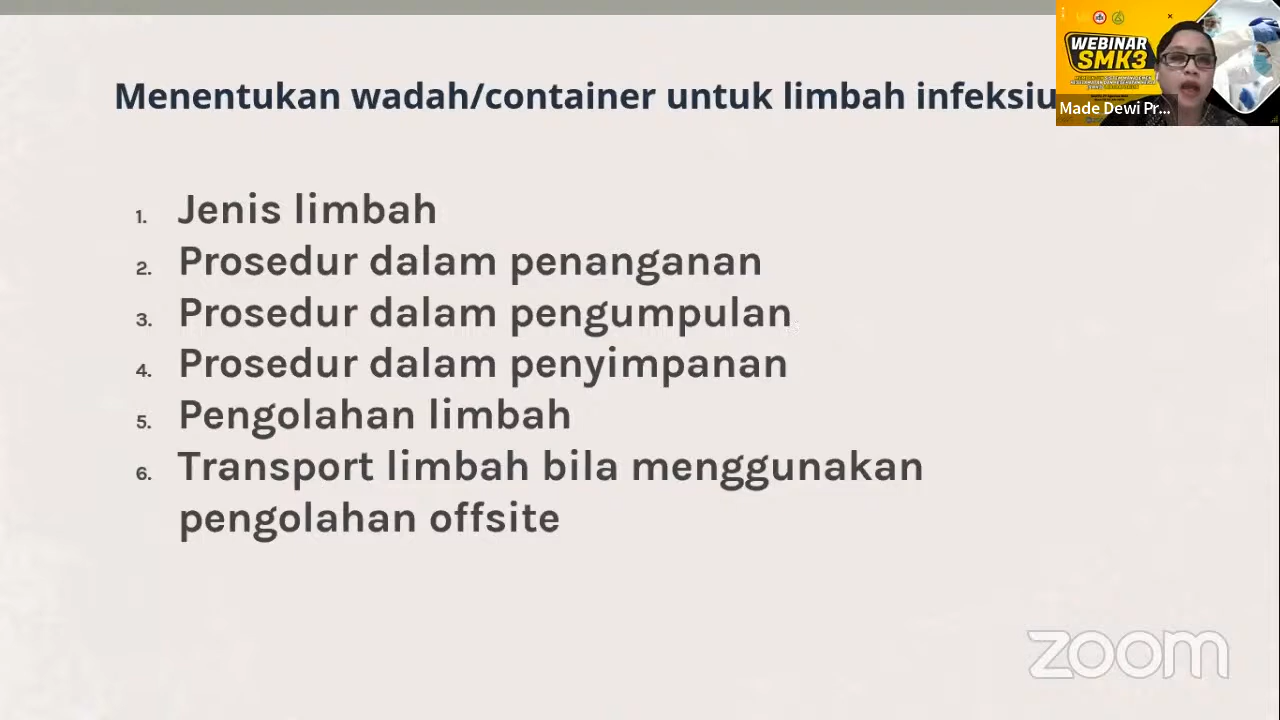 Menentukan wadah/container untuk limbah infeksiu
WEBINAR
SMK3
Made Dewi Pr...
1. Jenis limbah
2. Prosedur dalam penanganan
3. Prosedur dalam pengumpulan
4. Prosedur dalam penyimpanan
5. Pengolahan limbah
6. Transport limbah bila menggunakan
pengolahan offsite
zoom